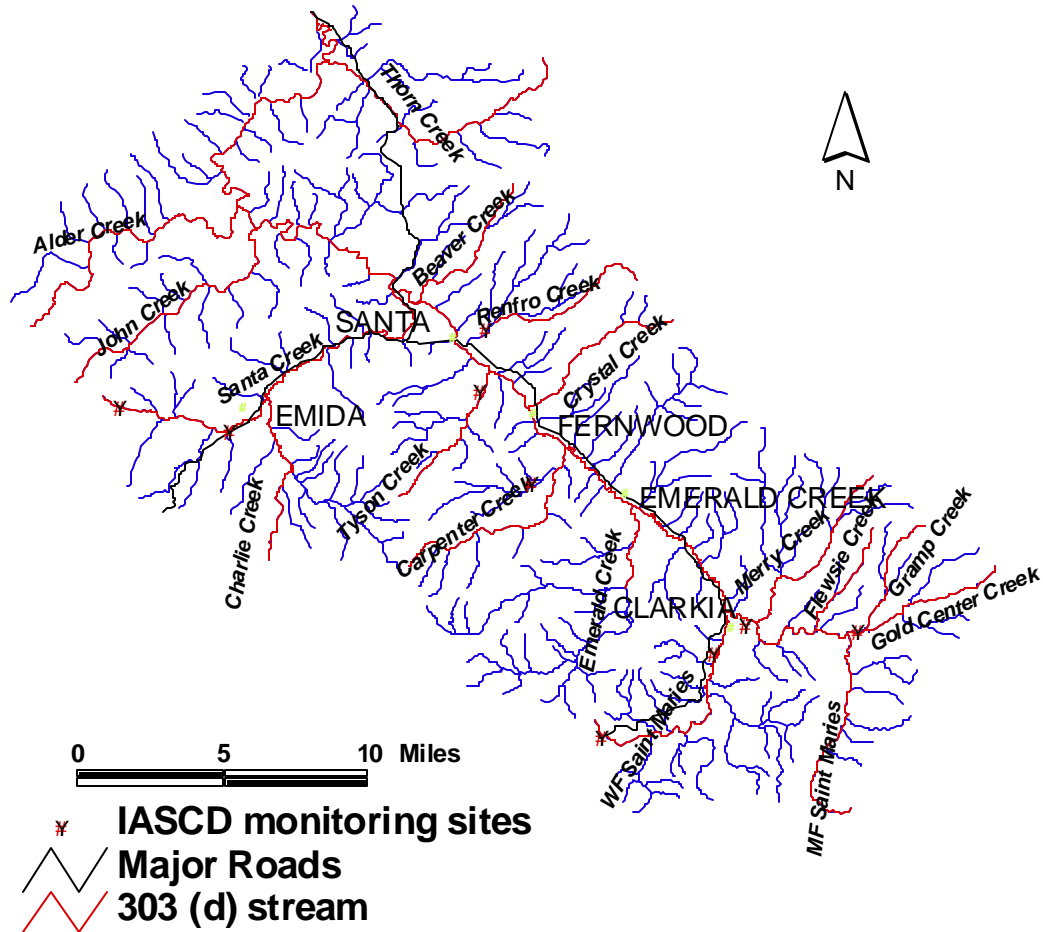 Thorn Creek
N
Alder Creek
Beaver Creek
John Creek
Renfro Creek
SANTA
Santa Creek
Crystal Creek
EMIDA
FERNWOOD
Tyson Creek
EMERALD CREEK
Carpenter Creek
Charlie Creek
Merry Creek
Flewsie Creek
Gramp Creek
Emerald Creek
CLARKIA
Gold Center Creek
WF Saint Maries
MF Saint Maries
0 5 10 Miles
IASCD monitoring sites
Major Roads
303 (d) stream